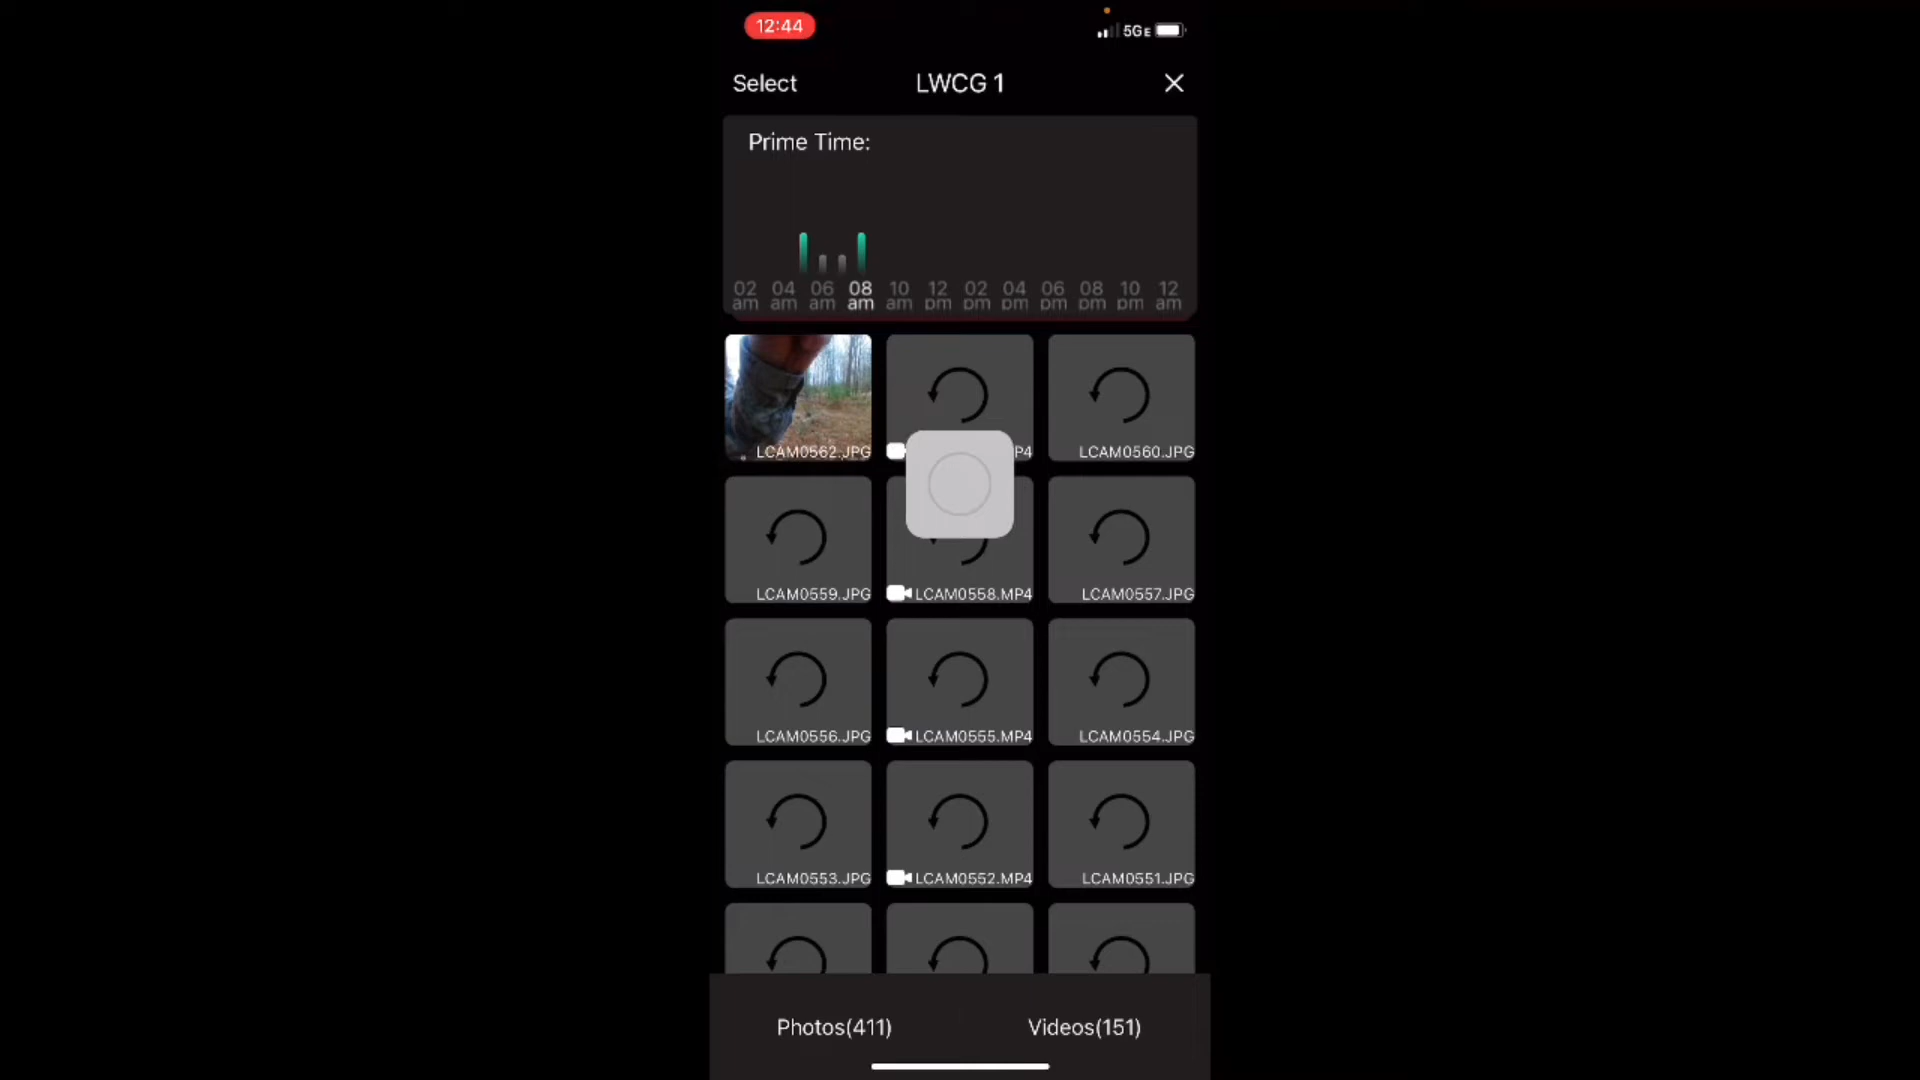 12:44
5GE
Select
LWCG 1
Prime Time:
02 am 04 am 06 am 08 am 10 am 12 pm 02 pm 04 pm 06 pm 08 pm 10 pm 12 am
LCAM0562.JPG
P4
LCAM0560.JPG
LCAM0559.JPG
LCAM0558.MP4
LCAM0557.JPG
LCAM0556.JPG
LCAM0555.MP4
LCAM0554.JPG
LCAM0553.JPG
LCAM0552.MP4
LCAM0551.JPG
Photos(411)
Videos(151)